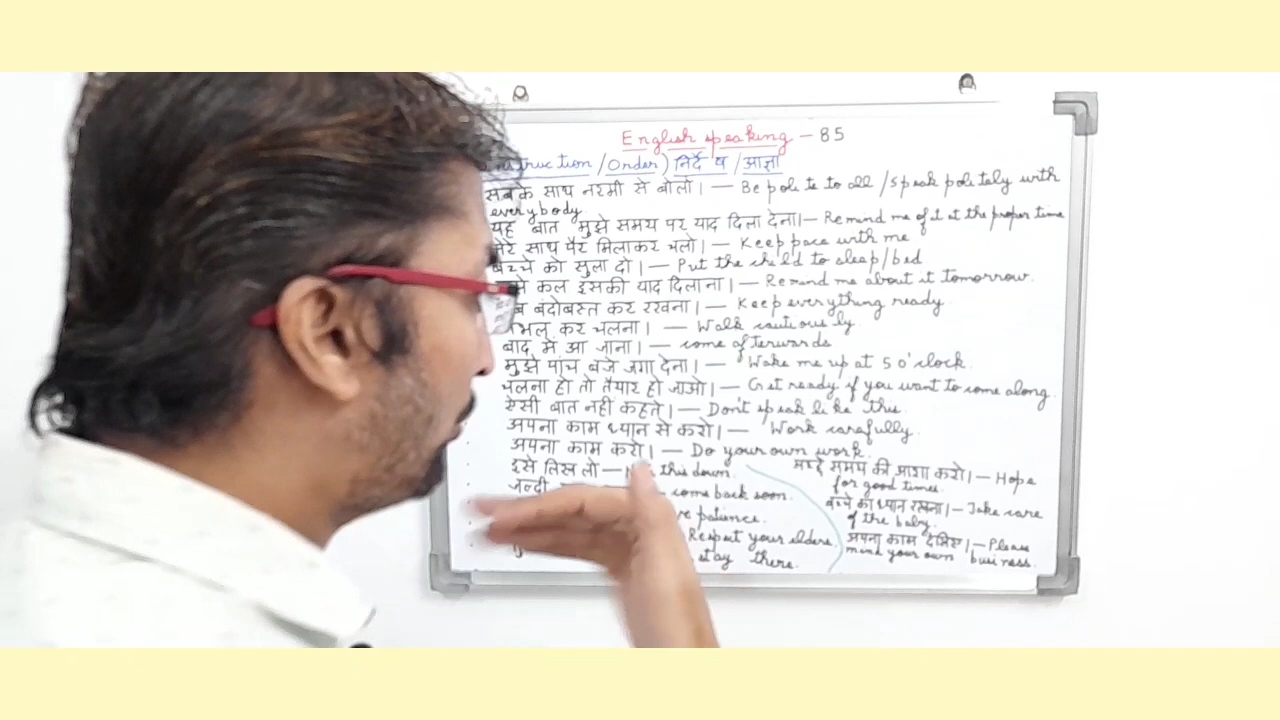 English speaking - 85
/Order) निर्देष /आज्ञा
सबके साथ नरमी से बोलो। — Be polite to all /speak politely with
everybody
यह बात मुझे समय पर याद दिला देना।— Remind me of it at the proper time
मेरे साथ पैर मिलाकर चलो। — Keep pace with me
बच्चे को सुला दो। — Put the child to sleep/bed
कल इसकी याद दिलाना। — Remind me about it tomorrow.
बंदोबस्त कर रखना। — Keep everything ready.
कर चलना। — Walk cautiously.
बाद में आ जाना। — come afterwards
मुझे पांच बजे जगा देना। — Wake me up at 5 o'clock.
चलना हो तो तैयार हो जाओ। — Get ready if you want to come along.
ऐसी बात नहीं कहते। — Don't speak like this.
अपना काम ध्यान से करो। — Work carefully.
अपना काम करो। — Do your own work.
इसे लिख लो — this down.
जल्दी come back soon.
patience.
Respect your elders.
stay there.
समय की आशा करो। — Hope
for good times.
बच्चे का ध्यान रखना। — Take care
of the baby.
अपना काम देखिए। — Please
mind your own business.